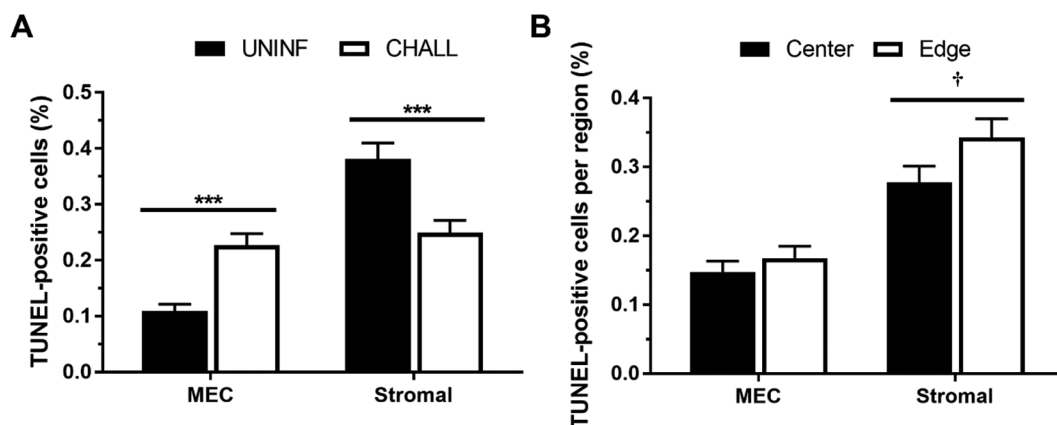 A
UNINF CHALL
TUNEL-positive cells (%)
0.5
0.4
0.3
0.2
0.1
0.0
***
***
MEC Stromal
B
Center Edge
TUNEL-positive cells per region (%)
0.4
0.3
0.2
0.1
0.0
†
MEC Stromal